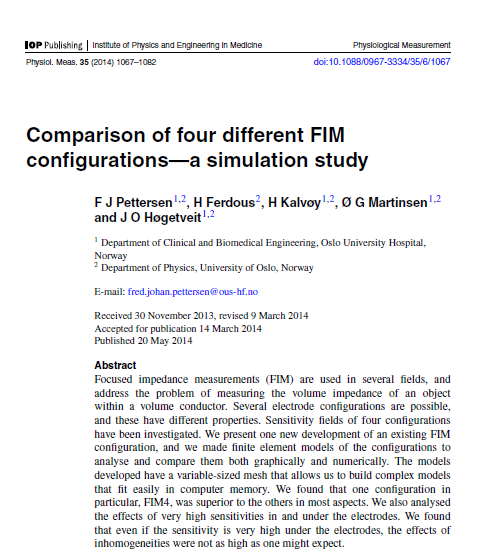 IOP Publishing | Institute of Physics and Engineering in Medicine Physiological Measurement
Physiol. Meas. 35 (2014) 1067–1082 doi:10.1088/0967-3334/35/6/1067
Comparison of four different FIM
configurations—a simulation study
F J Pettersen1,2, H Ferdous2, H Kalvøy1,2, Ø G Martinsen1,2
and J O Høgetveit1,2
1 Department of Clinical and Biomedical Engineering, Oslo University Hospital,
Norway
2 Department of Physics, University of Oslo, Norway
E-mail: fred.johan.pettersen@ous-hf.no
Received 30 November 2013, revised 9 March 2014
Accepted for publication 14 March 2014
Published 20 May 2014
Abstract
Focused impedance measurements (FIM) are used in several fields, and
address the problem of measuring the volume impedance of an object
within a volume conductor. Several electrode configurations are possible,
and these have different properties. Sensitivity fields of four configurations
have been investigated. We present one new development of an existing FIM
configuration, and we made finite element models of the configurations to
analyse and compare them both graphically and numerically. The models
developed have a variable-sized mesh that allows us to build complex models
that fit easily in computer memory. We found that one configuration in
particular, FIM4, was superior to the others in most aspects. We also analysed
the effects of very high sensitivities in and under the electrodes. We found
that even if the sensitivity is very high under the electrodes, the effects of
inhomogeneities were not as high as one might expect.